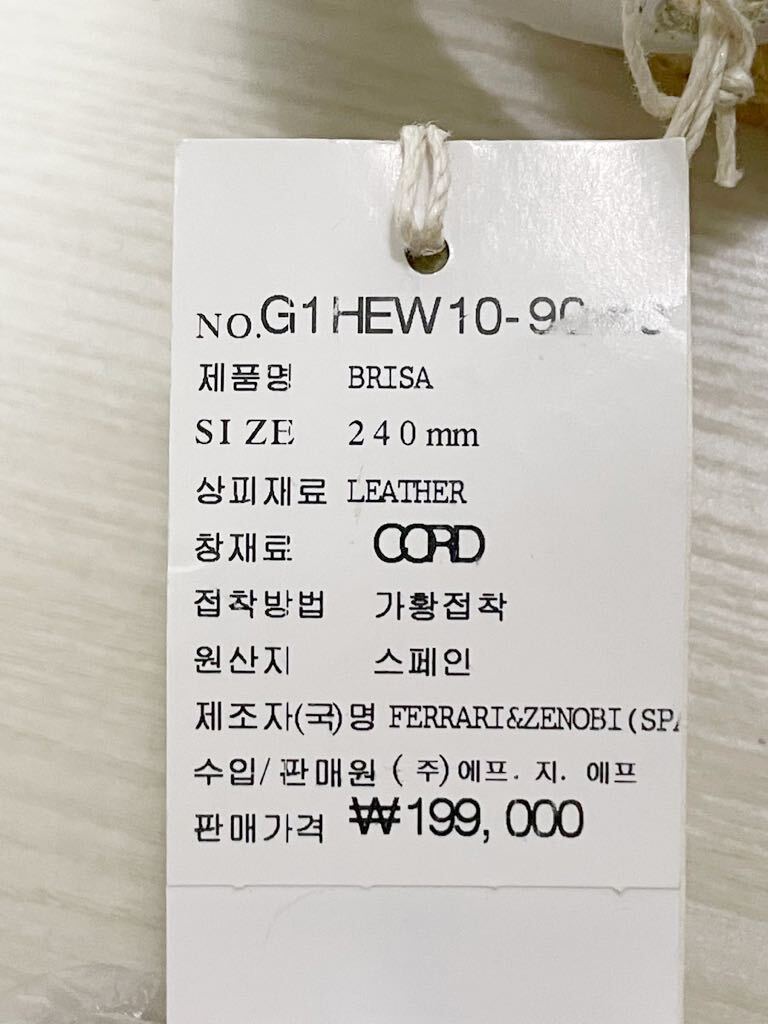 NO. G1HEW10-90
제품명 BRISA
SIZE 240mm
상피재료 LEATHER
창재료 CORD
접착방법 가황접착
원산지 스페인
제조자(국)명 FERRARI&ZENOBI(SPA
수입/판매원 (주)에프.지.에프
판매가격 ₩199,000